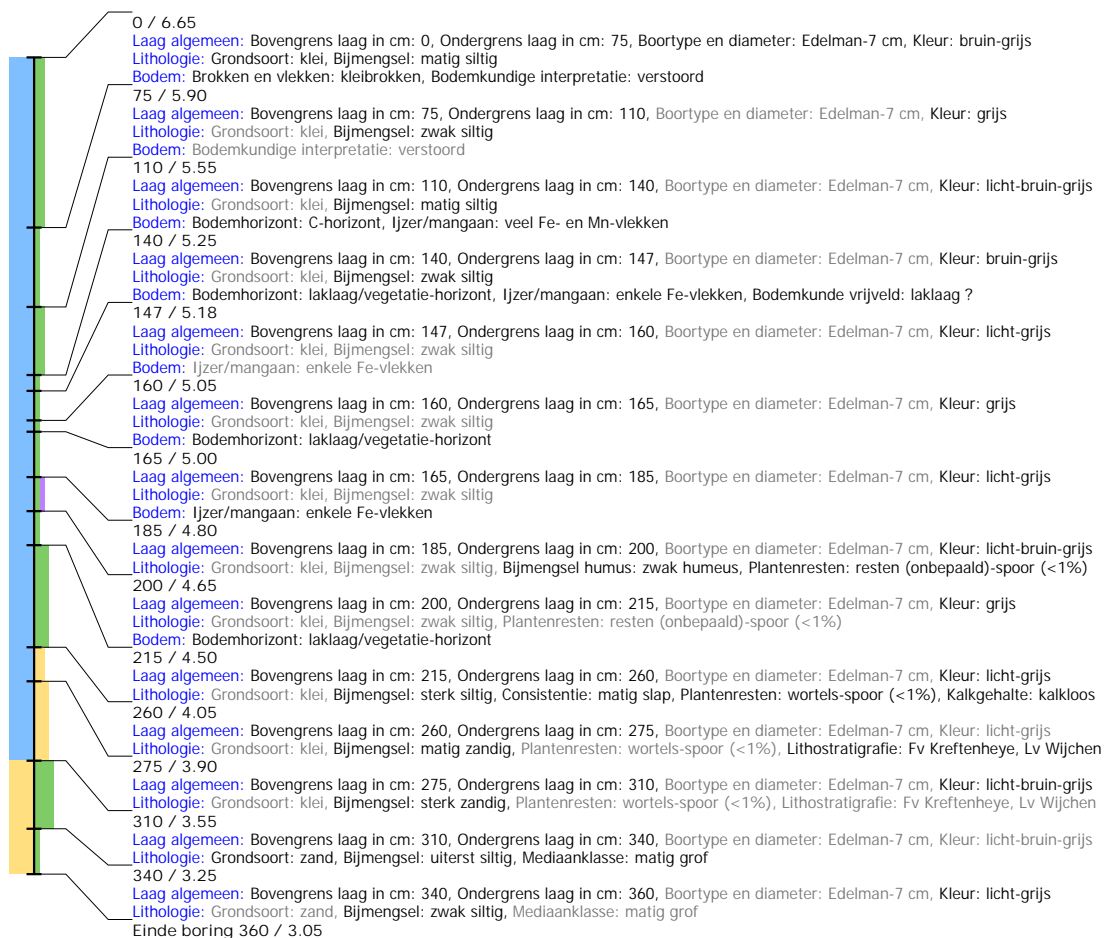 0 / 6.65
Laag algemeen: Bovengrens laag in cm: 0, Ondergrens laag in cm: 75, Boortype en diameter: Edelman-7 cm, Kleur: bruin-grijs
Lithologie: Grondsoort: klei, Bijmengsel: matig siltig
Bodem: Brokken en vlekken: kleibrokken, Bodemkundige interpretatie: verstoord
75 / 5.90
Laag algemeen: Bovengrens laag in cm: 75, Ondergrens laag in cm: 110, Boortype en diameter: Edelman-7 cm, Kleur: grijs
Lithologie: Grondsoort: klei, Bijmengsel: zwak siltig
Bodem: Bodemkundige interpretatie: verstoord
110 / 5.55
Laag algemeen: Bovengrens laag in cm: 110, Ondergrens laag in cm: 140, Boortype en diameter: Edelman-7 cm, Kleur: licht-bruin-grijs
Lithologie: Grondsoort: klei, Bijmengsel: matig siltig
Bodem: Bodemhorizont: C-horizont, Ijzer/mangaan: veel Fe- en Mn-vlekken
140 / 5.25
Laag algemeen: Bovengrens laag in cm: 140, Ondergrens laag in cm: 147, Boortype en diameter: Edelman-7 cm, Kleur: bruin-grijs
Lithologie: Grondsoort: klei, Bijmengsel: zwak siltig
Bodem: Bodemhorizont: laklaag/vegetatie-horizont, Ijzer/mangaan: enkele Fe-vlekken, Bodemkunde vrijveld: laklaag ?
147 / 5.18
Laag algemeen: Bovengrens laag in cm: 147, Ondergrens laag in cm: 160, Boortype en diameter: Edelman-7 cm, Kleur: licht-grijs
Lithologie: Grondsoort: klei, Bijmengsel: zwak siltig
Bodem: Ijzer/mangaan: enkele Fe-vlekken
160 / 5.05
Laag algemeen: Bovengrens laag in cm: 160, Ondergrens laag in cm: 165, Boortype en diameter: Edelman-7 cm, Kleur: grijs
Lithologie: Grondsoort: klei, Bijmengsel: zwak siltig
Bodem: Bodemhorizont: laklaag/vegetatie-horizont
165 / 5.00
Laag algemeen: Bovengrens laag in cm: 165, Ondergrens laag in cm: 185, Boortype en diameter: Edelman-7 cm, Kleur: licht-grijs
Lithologie: Grondsoort: klei, Bijmengsel: zwak siltig
Bodem: Ijzer/mangaan: enkele Fe-vlekken
185 / 4.80
Laag algemeen: Bovengrens laag in cm: 185, Ondergrens laag in cm: 200, Boortype en diameter: Edelman-7 cm, Kleur: licht-bruin-grijs
Lithologie: Grondsoort: klei, Bijmengsel: zwak siltig, Bijmengsel humus: zwak humeus, Plantenresten: resten (onbepaald)-spoor (<1%)
200 / 4.65
Laag algemeen: Bovengrens laag in cm: 200, Ondergrens laag in cm: 215, Boortype en diameter: Edelman-7 cm, Kleur: grijs
Lithologie: Grondsoort: klei, Bijmengsel: zwak siltig, Plantenresten: resten (onbepaald)-spoor (<1%)
Bodem: Bodemhorizont: laklaag/vegetatie-horizont
215 / 4.50
Laag algemeen: Bovengrens laag in cm: 215, Ondergrens laag in cm: 260, Boortype en diameter: Edelman-7 cm, Kleur: licht-grijs
Lithologie: Grondsoort: klei, Bijmengsel: sterk siltig, Consistentie: matig slap, Plantenresten: wortels-spoor (<1%), Kalkgehalte: kalkloos
260 / 4.05
Laag algemeen: Bovengrens laag in cm: 260, Ondergrens laag in cm: 275, Boortype en diameter: Edelman-7 cm, Kleur: licht-grijs
Lithologie: Grondsoort: klei, Bijmengsel: matig zandig, Plantenresten: wortels-spoor (<1%), Lithostratigrafie: Fv Kreftenheye, Lv Wijchen
275 / 3.90
Laag algemeen: Bovengrens laag in cm: 275, Ondergrens laag in cm: 310, Boortype en diameter: Edelman-7 cm, Kleur: licht-bruin-grijs
Lithologie: Grondsoort: klei, Bijmengsel: sterk zandig, Plantenresten: wortels-spoor (<1%), Lithostratigrafie: Fv Kreftenheye, Lv Wijchen
310 / 3.55
Laag algemeen: Bovengrens laag in cm: 310, Ondergrens laag in cm: 340, Boortype en diameter: Edelman-7 cm, Kleur: licht-bruin-grijs
Lithologie: Grondsoort: zand, Bijmengsel: uiterst siltig, Mediaanklasse: matig grof
340 / 3.25
Laag algemeen: Bovengrens laag in cm: 340, Ondergrens laag in cm: 360, Boortype en diameter: Edelman-7 cm, Kleur: licht-grijs
Lithologie: Grondsoort: zand, Bijmengsel: zwak siltig, Mediaanklasse: matig grof
Einde boring 360 / 3.05